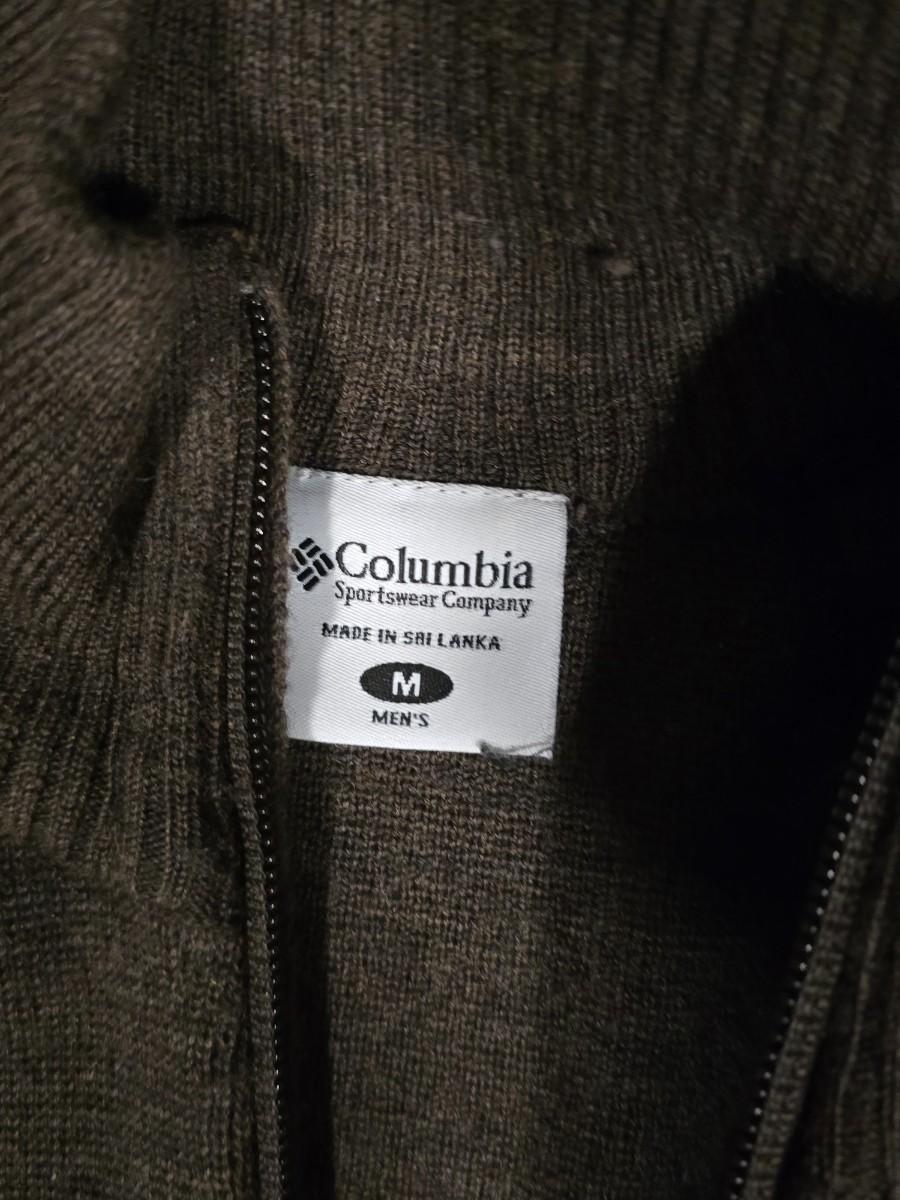 Columbia
Sportswear Company
MADE IN SRI LANKA
M
MEN'S